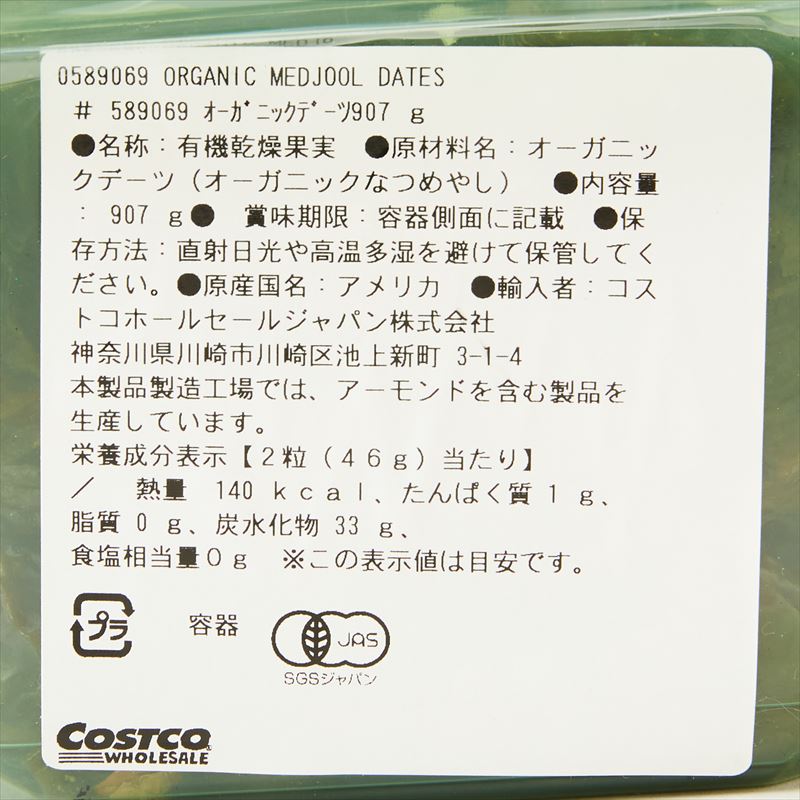 0589069 ORGANIC MEDJOOL DATES
# 589069 ｵｰｶﾞﾆｯｸﾃﾞｰﾂ907 g
●名称：有機乾燥果実 ●原材料名：オーガニッ
クデーツ（オーガニックなつめやし） ●内容量
：907 g● 賞味期限：容器側面に記載 ●保
存方法：直射日光や高温多湿を避けて保管してく
ださい。●原産国名：アメリカ ●輸入者：コス
トコホールセールジャパン株式会社
神奈川県川崎市川崎区池上新町 3-1-4
本製品製造工場では、アーモンドを含む製品を
生産しています。
栄養成分表示【２粒（４６ｇ）当たり】
／ 熱量 140 ｋｃａｌ、たんぱく質 1 ｇ、
脂質 0 ｇ、炭水化物 33 ｇ、
食塩相当量０ｇ ※この表示値は目安です。
プラ 容器 JAS
SGSジャパン
COSTCO
WHOLESALE